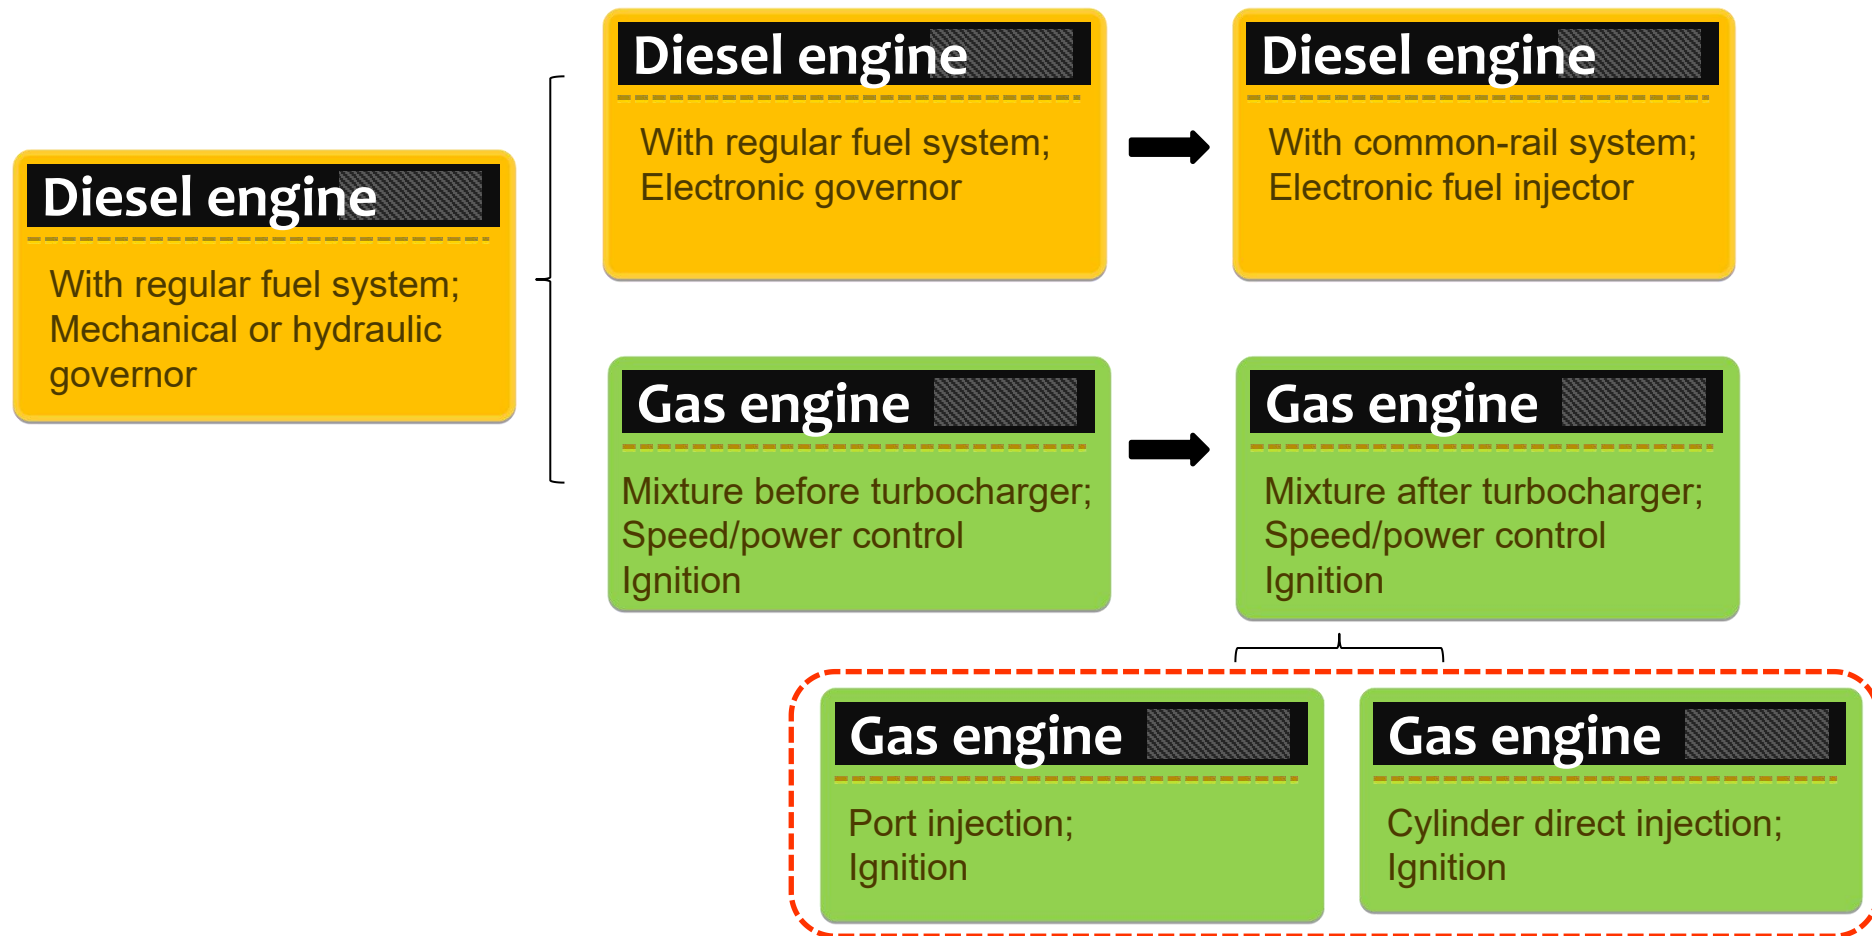 Diesel engine
With regular fuel system;
Mechanical or hydraulic
governor
Diesel engine
With regular fuel system;
Electronic governor
Diesel engine
With common-rail system;
Electronic fuel injector
Gas engine
Mixture before turbocharger;
Speed/power control
Ignition
Gas engine
Mixture after turbocharger;
Speed/power control
Ignition
Gas engine
Port injection;
Ignition
Gas engine
Cylinder direct injection;
Ignition